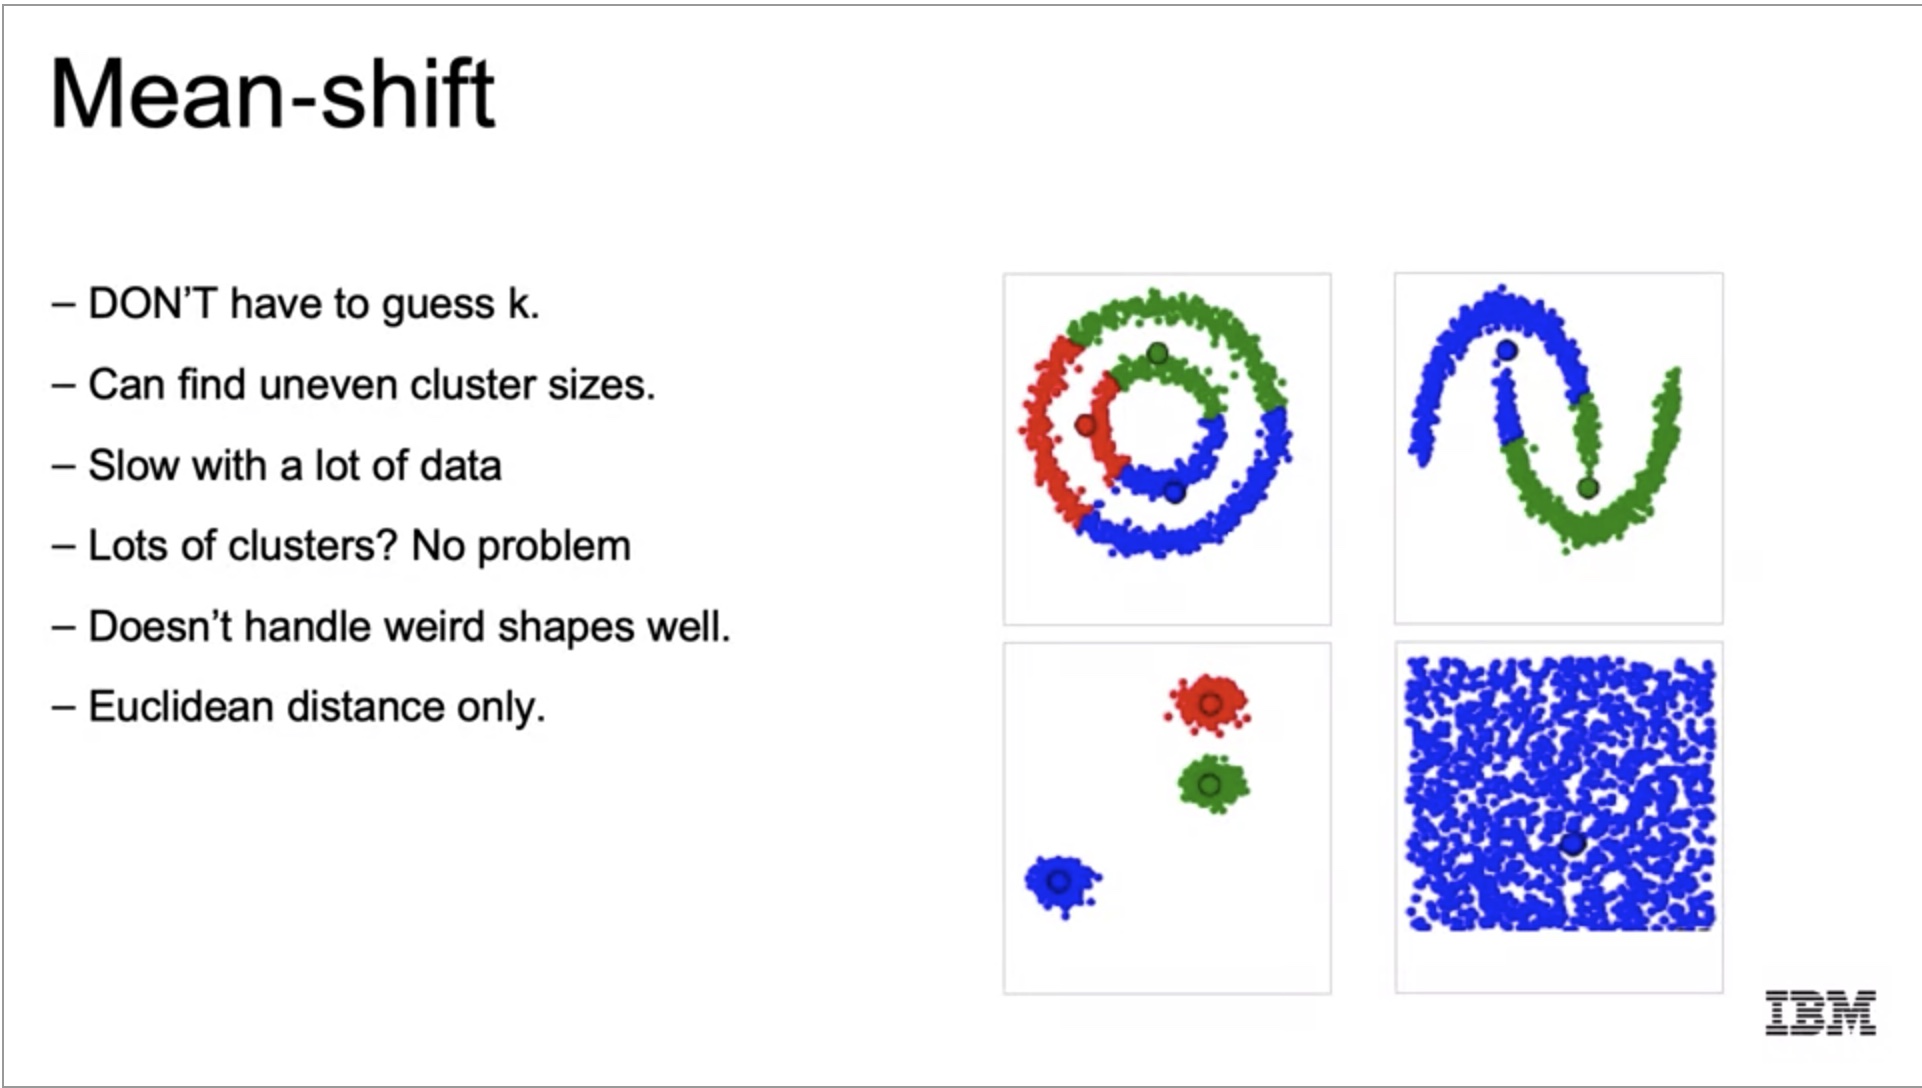 Mean-shift
– DON’T have to guess k.
– Can find uneven cluster sizes.
– Slow with a lot of data
– Lots of clusters? No problem
– Doesn’t handle weird shapes well.
– Euclidean distance only.
IBM